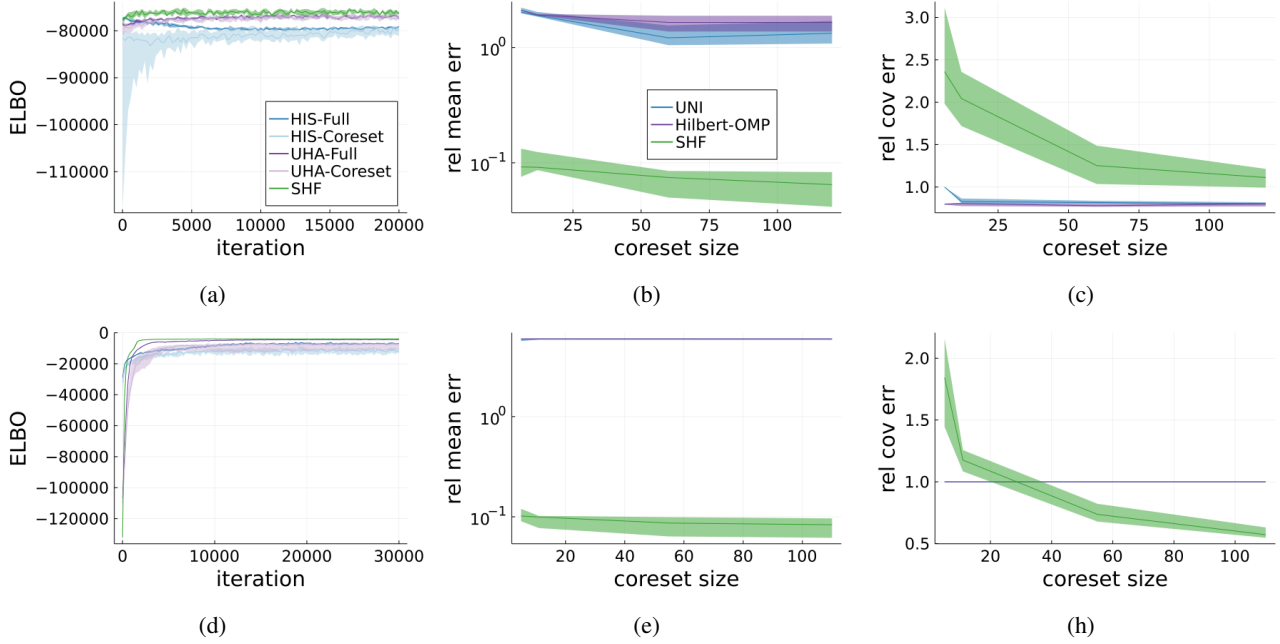 −80000
−90000
−100000
−110000
ELBO
HIS-Full
HIS-Coreset
UHA-Full
UHA-Coreset
SHF
0 5000 10000 15000 20000
iteration
(a)
10^0
10^−1
rel mean err
UNI
Hilbert-OMP
SHF
25 50 75 100
coreset size
(b)
3.0
2.5
2.0
1.5
1.0
rel cov err
25 50 75 100
coreset size
(c)
0
−20000
−40000
−60000
−80000
−100000
−120000
ELBO
0 10000 20000 30000
iteration
(d)
10^0
10^−1
rel mean err
20 40 60 80 100
coreset size
(e)
2.0
1.5
1.0
0.5
rel cov err
20 40 60 80 100
coreset size
(h)